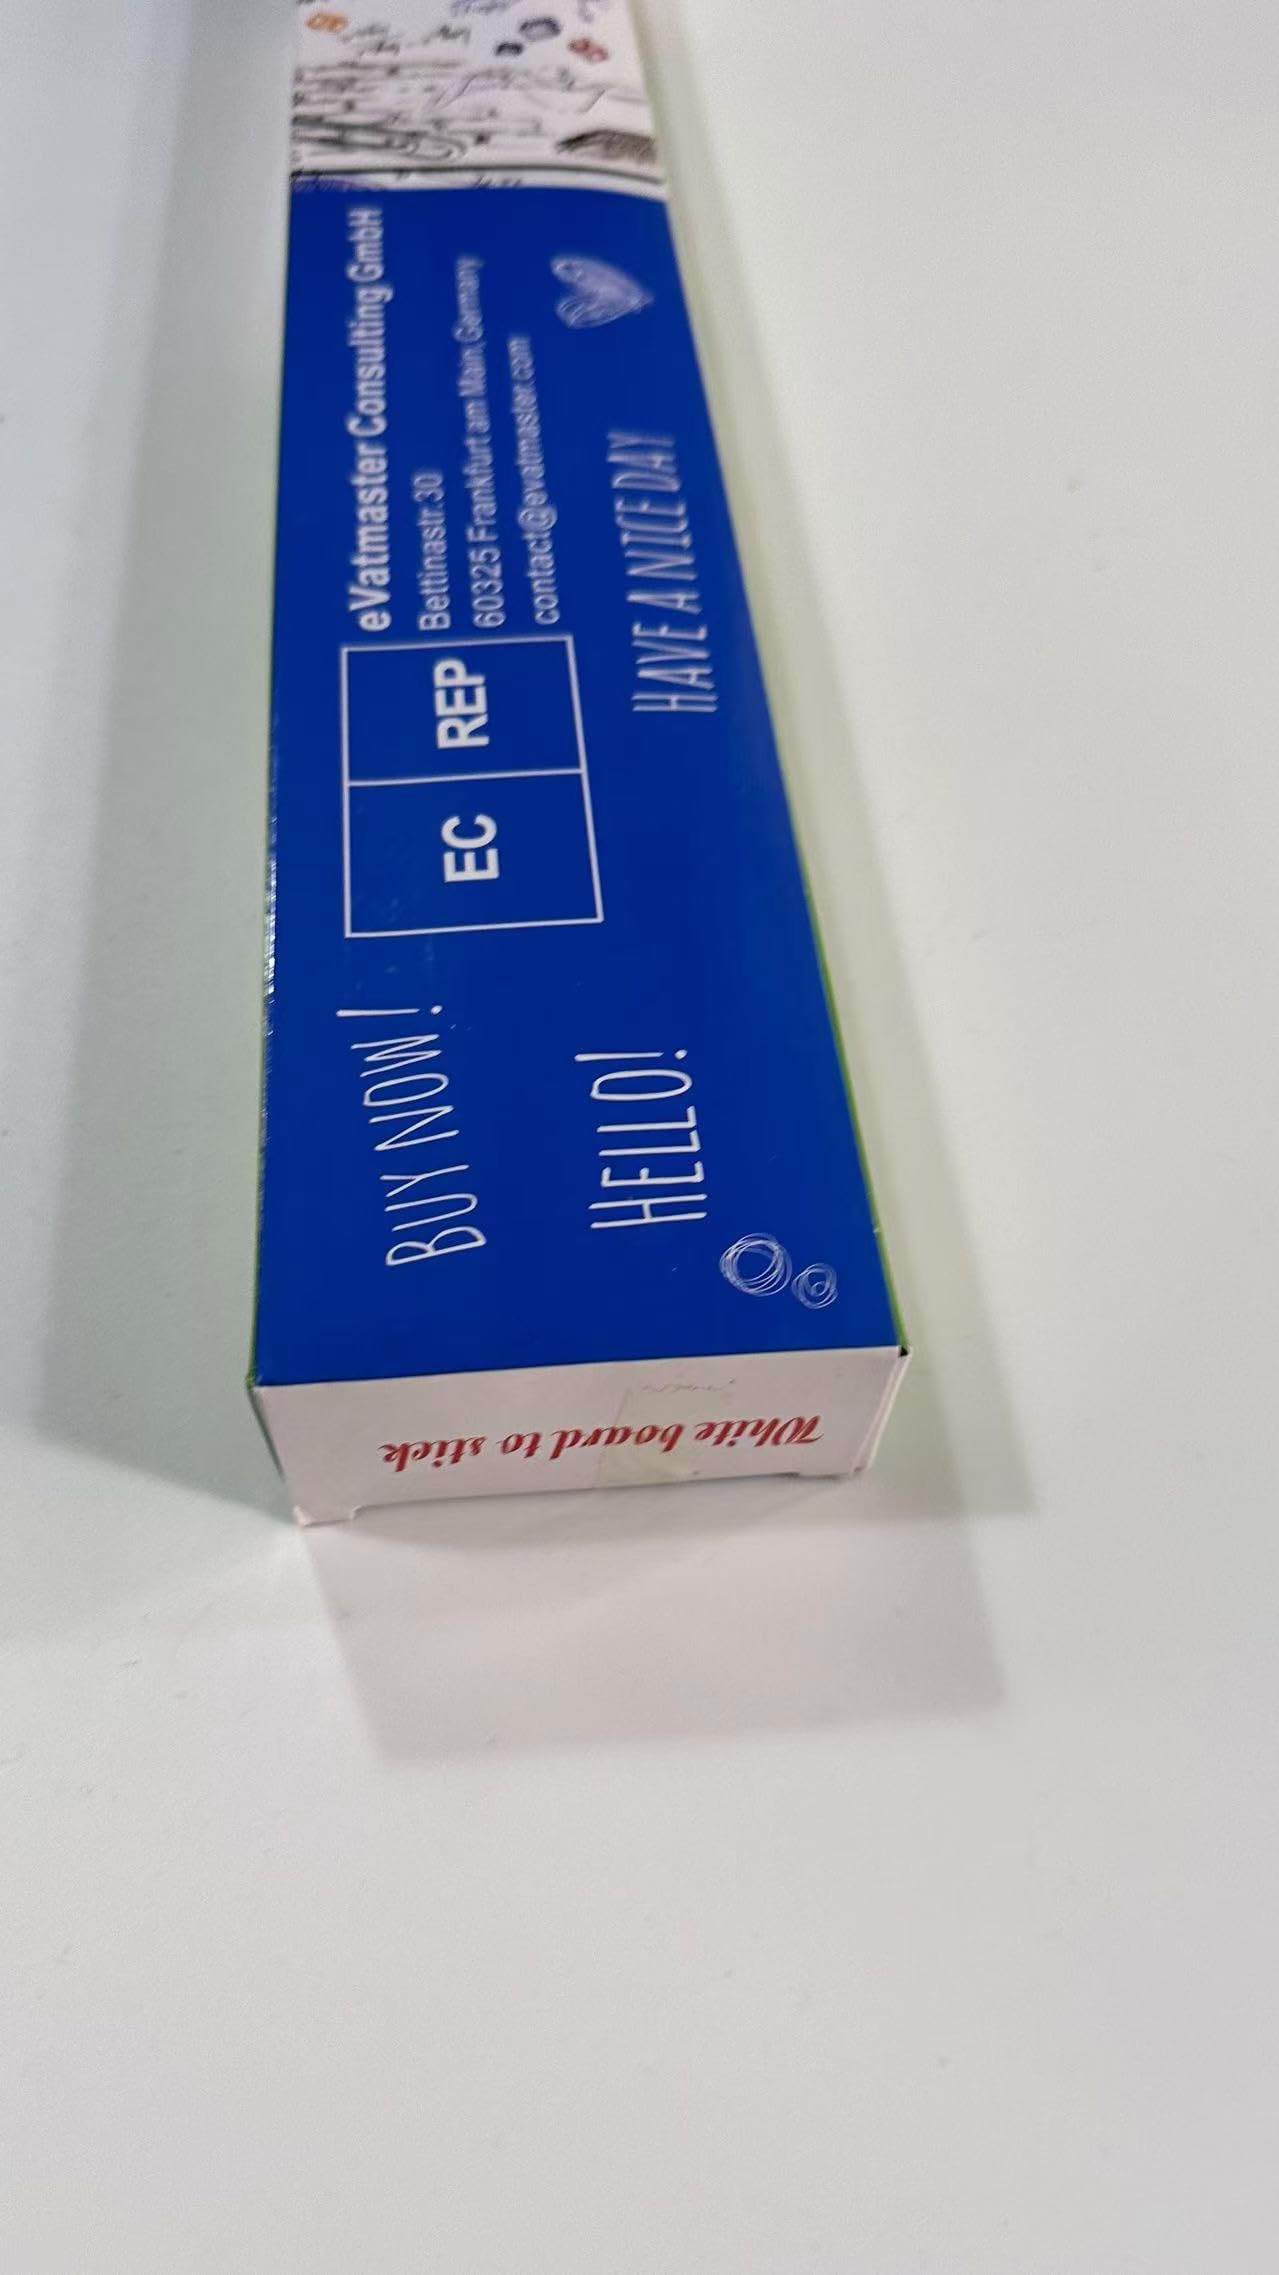 BUY NOW!
EC REP
eVatmaster Consulting GmbH
Bettinastr. 30
60325 Frankfurt am Main, Germany
contact@evatmaster.com
HELLO!
HAVE A NICE DAY
White board to stick